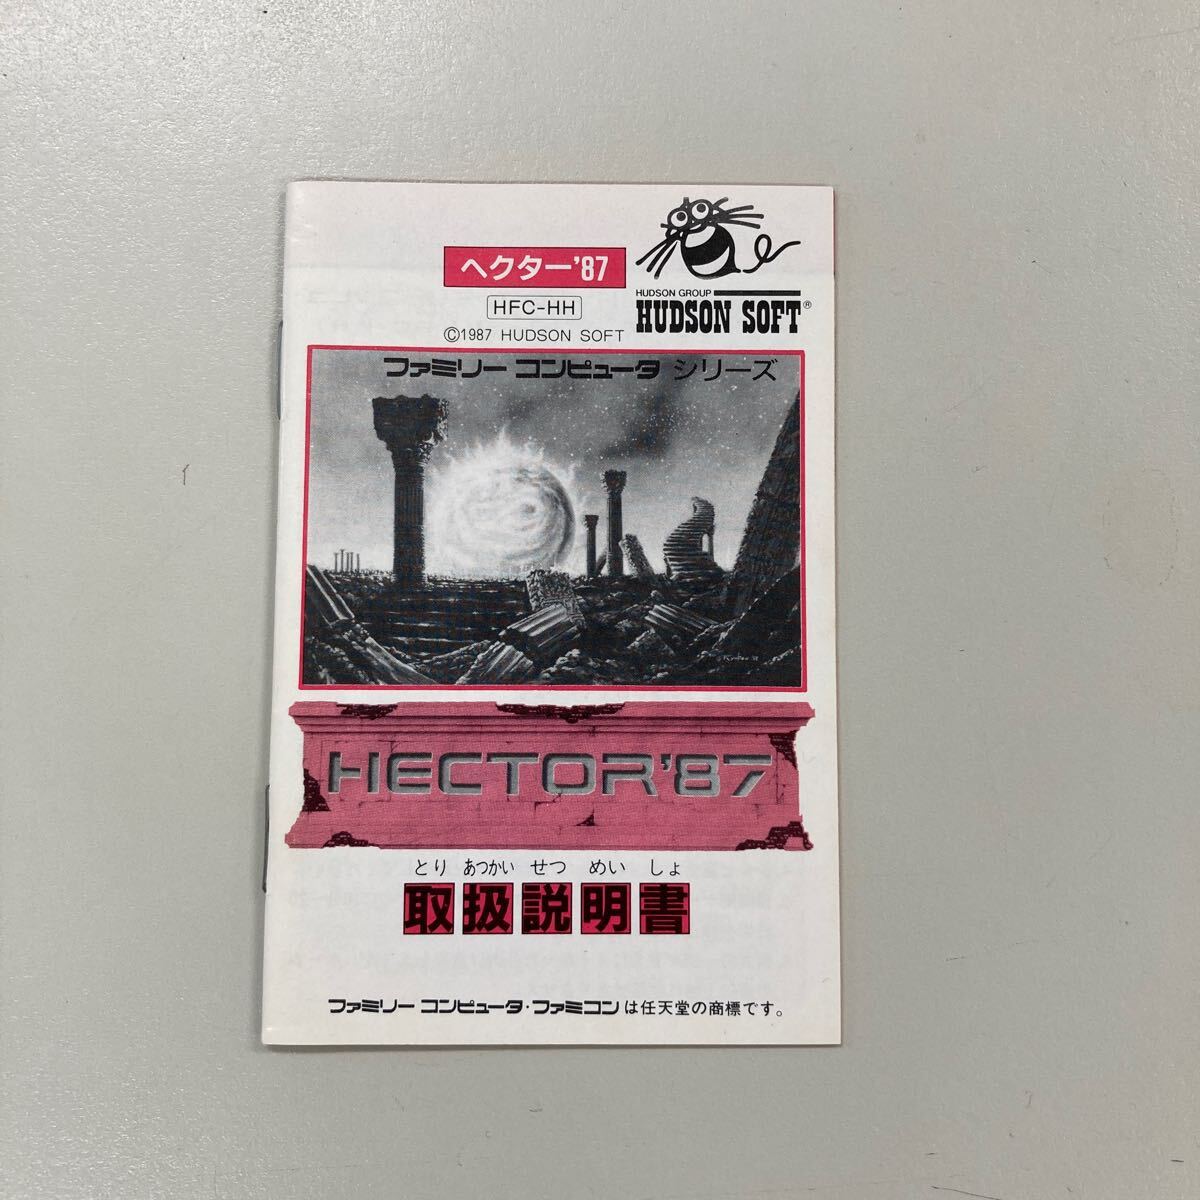 ヘクター'87
HFC-HH
©1987 HUDSON SOFT
HUDSON GROUP
HUDSON SOFT®
ファミリー コンピュータ シリーズ
HECTOR'87
とり あつかい せつ めい しょ
取扱説明書
ファミリー コンピュータ・ファミコンは任天堂の商標です。